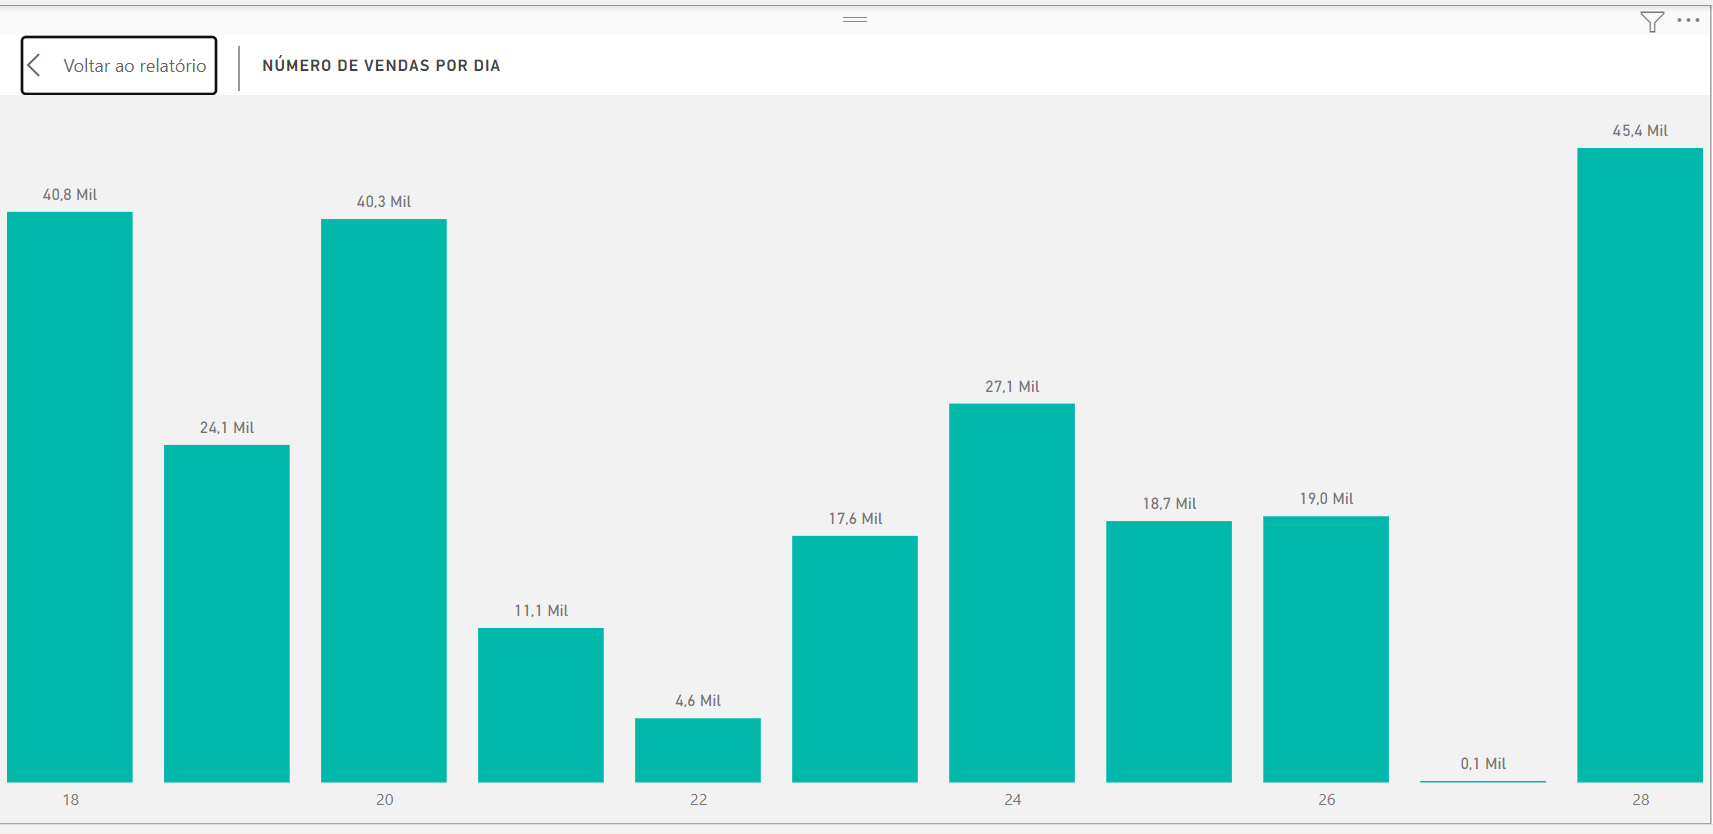 Voltar ao relatório
NÚMERO DE VENDAS POR DIA
45,4 Mil
40,8 Mil
40,3 Mil
27,1 Mil
24,1 Mil
19,0 Mil
18,7 Mil
17,6 Mil
11,1 Mil
4,6 Mil
0,1 Mil
18 20 22 24 26 28